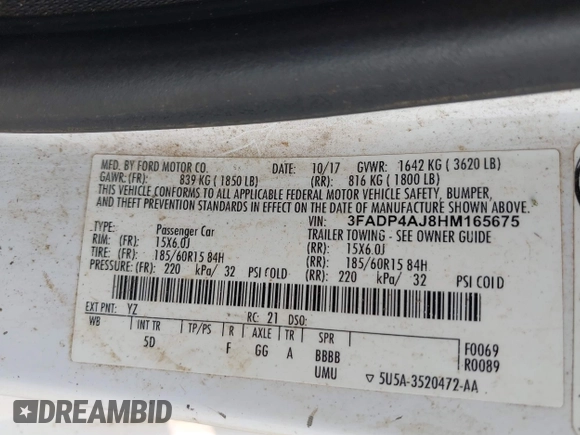 MFD. BY FORD MOTOR CO. DATE: 10/17 GVWR: 1642 KG ( 3620 LB)
GAWR: (FR): 839 KG ( 1850 LB) (RR): 816 KG ( 1800 LB)
THIS VEHICLE CONFORMS TO ALL APPLICABLE FEDERAL MOTOR VEHICLE SAFETY, BUMPER,
AND THEFT PREVENTION STANDARDS IN EFFECT ON THE DATE OF MANUFACTURE SHOWN ABOVE.
VIN: 3FADP4AJ8HM165675
TYPE: Passenger Car TRAILER TOWING - SEE OWNER GUIDE
RIM: (FR): 15X6.0J (RR): 15X6.0J
TIRE: (FR): 185/60R15 84H (RR): 185/60R15 84H
PRESSURE: (FR): 220 kPa/ 32 PSI COLD (RR): 220 kPa/ 32 PSI COLD
EXT PNT: YZ RC: 21 DSO:
WB INT TR TP/PS R AXLE TR SPR
5D F GG A BBBB F0069
UMU R0089
▽ 5U5A-3520472-AA
DREAMBID